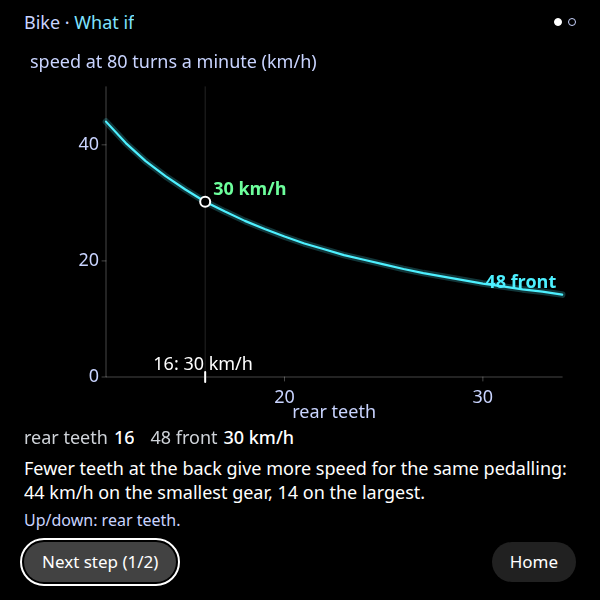 Bike · What if
speed at 80 turns a minute (km/h)
40
30 km/h
20
48 front
16: 30 km/h
0
20 30
rear teeth
rear teeth 16 48 front 30 km/h
Fewer teeth at the back give more speed for the same pedalling:
44 km/h on the smallest gear, 14 on the largest.
Up/down: rear teeth.
Next step (1/2) Home